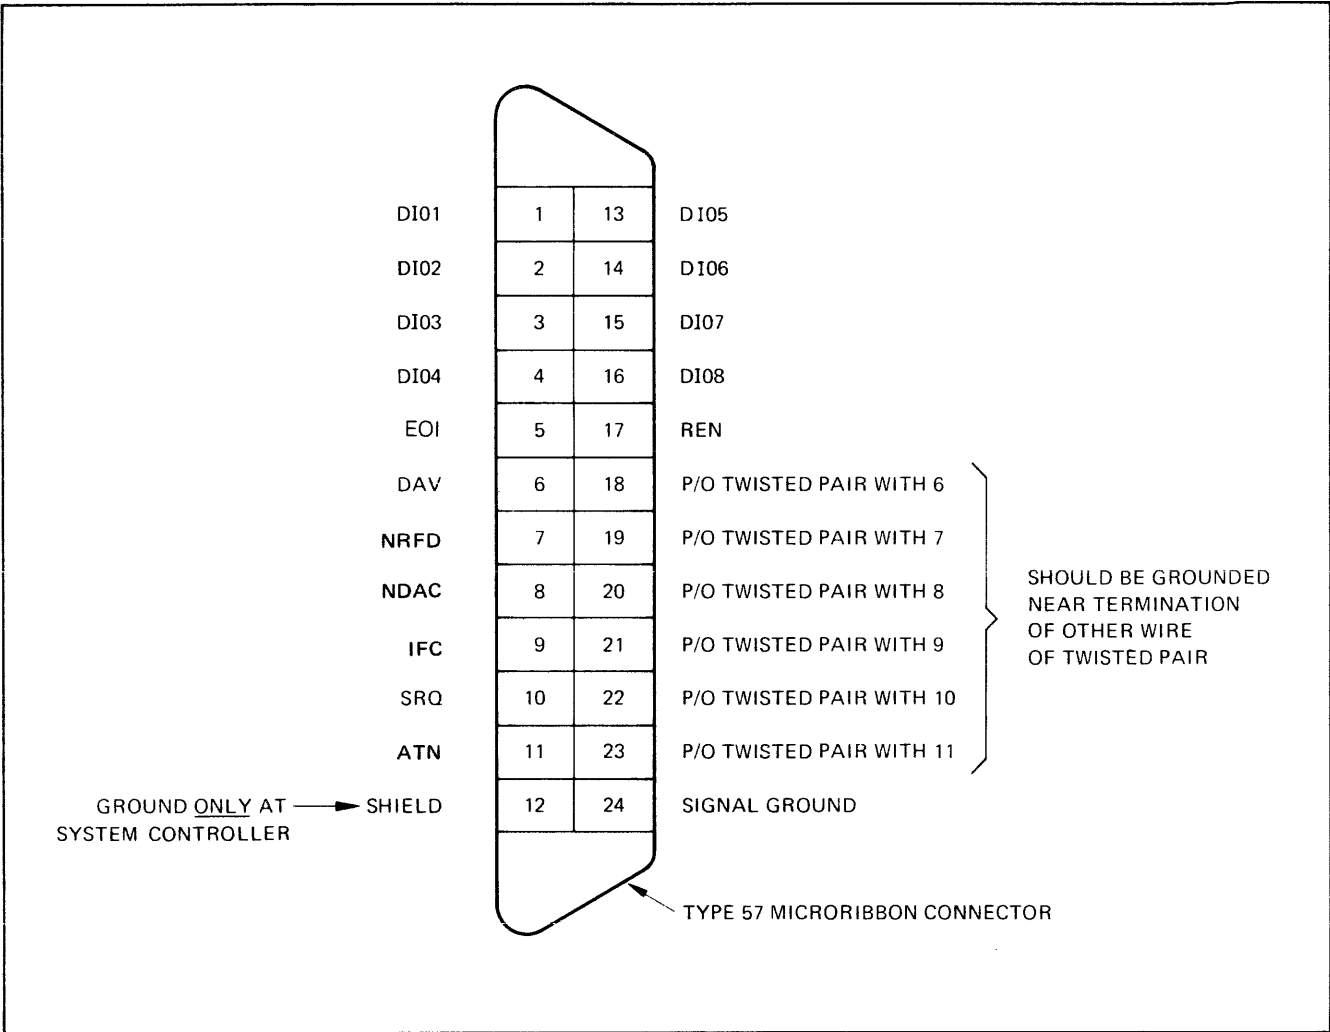 DI01 1 13 DI05
DI02 2 14 DI06
DI03 3 15 DI07
DI04 4 16 DI08
EOI 5 17 REN
DAV 6 18 P/O TWISTED PAIR WITH 6
NRFD 7 19 P/O TWISTED PAIR WITH 7
NDAC 8 20 P/O TWISTED PAIR WITH 8
IFC 9 21 P/O TWISTED PAIR WITH 9
SRQ 10 22 P/O TWISTED PAIR WITH 10
ATN 11 23 P/O TWISTED PAIR WITH 11
SHOULD BE GROUNDED
NEAR TERMINATION
OF OTHER WIRE
OF TWISTED PAIR
GROUND ONLY AT
SYSTEM CONTROLLER
SHIELD 12 24 SIGNAL GROUND
TYPE 57 MICRORIBBON CONNECTOR